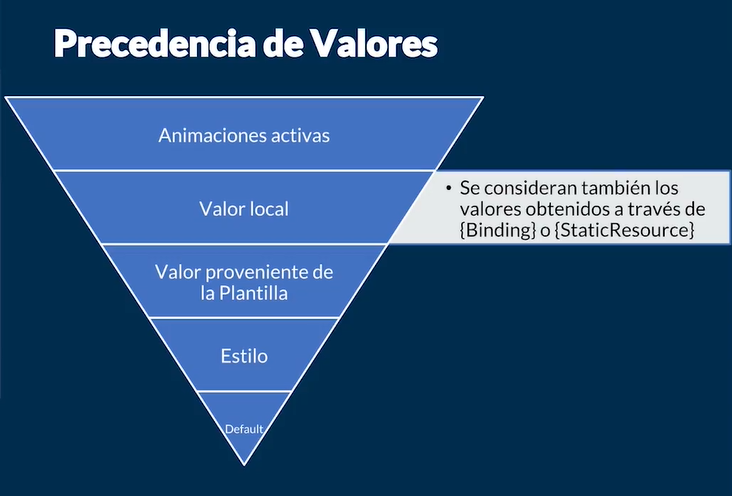 Precedencia de Valores
Animaciones activas
Valor local
• Se consideran también los
valores obtenidos a través de
{Binding} o {StaticResource}
Valor proveniente de
la Plantilla
Estilo
Default